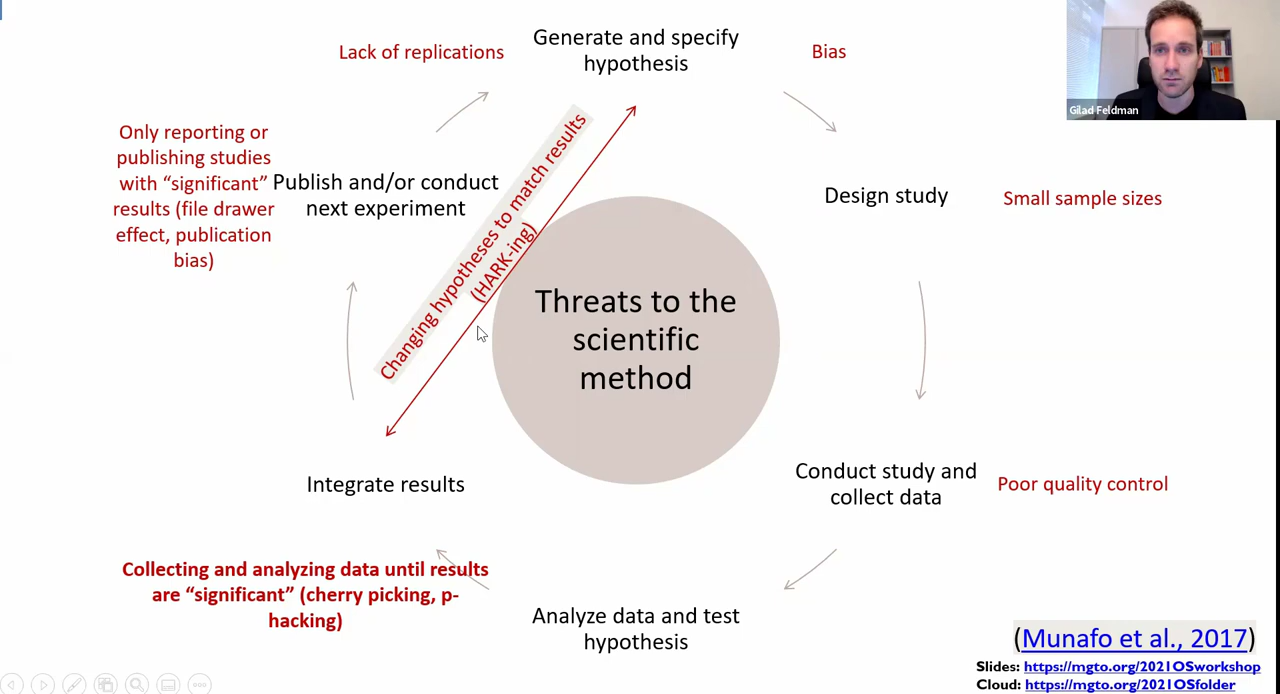 Lack of replications
Generate and specify
hypothesis
Bias
Gilad Feldman
Only reporting or
publishing studies
with “significant”
results (file drawer
effect, publication
bias)
Publish and/or conduct
next experiment
Changing hypotheses to match results
(HARK-ing)
Design study
Small sample sizes
Threats to the
scientific
method
Integrate results
Conduct study and
collect data
Poor quality control
Collecting and analyzing data until results
are “significant” (cherry picking, p-
hacking)
Analyze data and test
hypothesis
(Munafo et al., 2017)
Slides: https://mgto.org/2021OSworkshop
Cloud: https://mgto.org/2021OSfolder